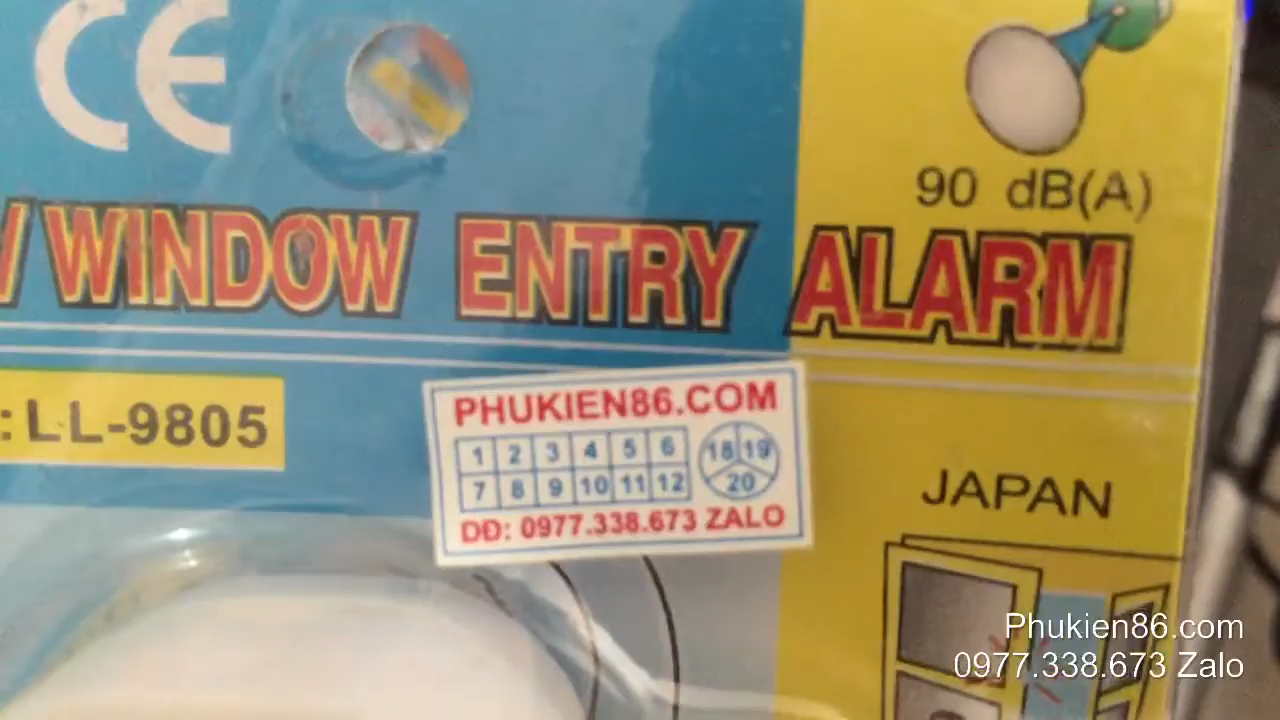 CE
90 dB(A)
/ WINDOW ENTRY ALARM
: LL-9805
PHUKIEN86.COM
1 2 3 4 5 6 18 19
7 8 9 10 11 12 20
DĐ: 0977.338.673 ZALO
JAPAN
Phukien86.com
0977.338.673 Zalo